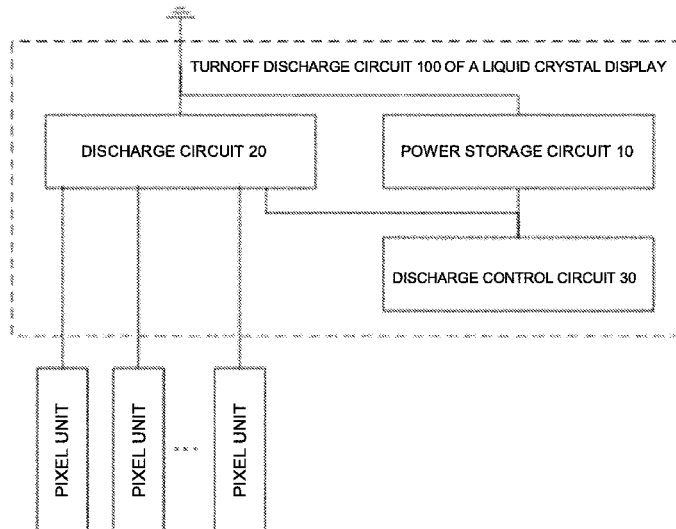 TURNOFF DISCHARGE CIRCUIT 100 OF A LIQUID CRYSTAL DISPLAY
DISCHARGE CIRCUIT 20
POWER STORAGE CIRCUIT 10
DISCHARGE CONTROL CIRCUIT 30
PIXEL UNIT
PIXEL UNIT
...
PIXEL UNIT